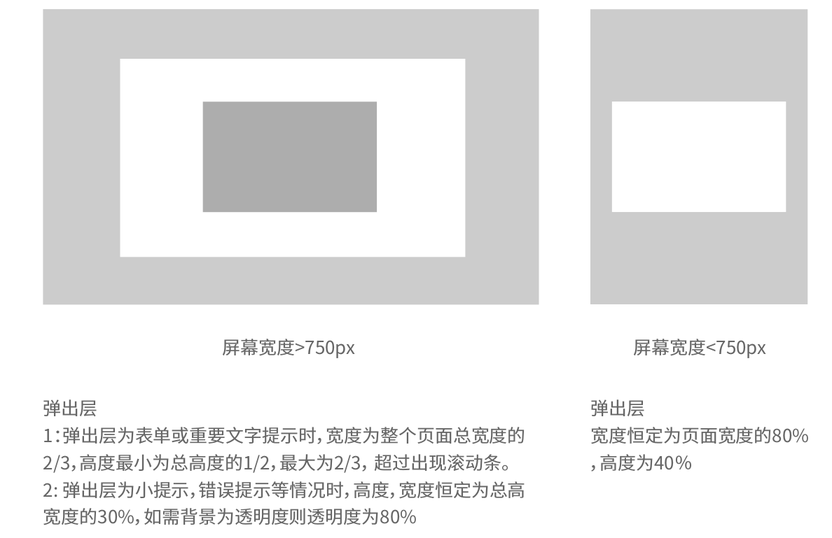 屏幕宽度>750px
弹出层
1：弹出层为表单或重要文字提示时，宽度为整个页面总宽度的
2/3，高度最小为总高度的1/2，最大为2/3，超过出现滚动条。
2: 弹出层为小提示，错误提示等情况时，高度，宽度恒定为总高
宽度的30%，如需背景为透明度则透明度为80%
屏幕宽度<750px
弹出层
宽度恒定为页面宽度的80%
，高度为40%